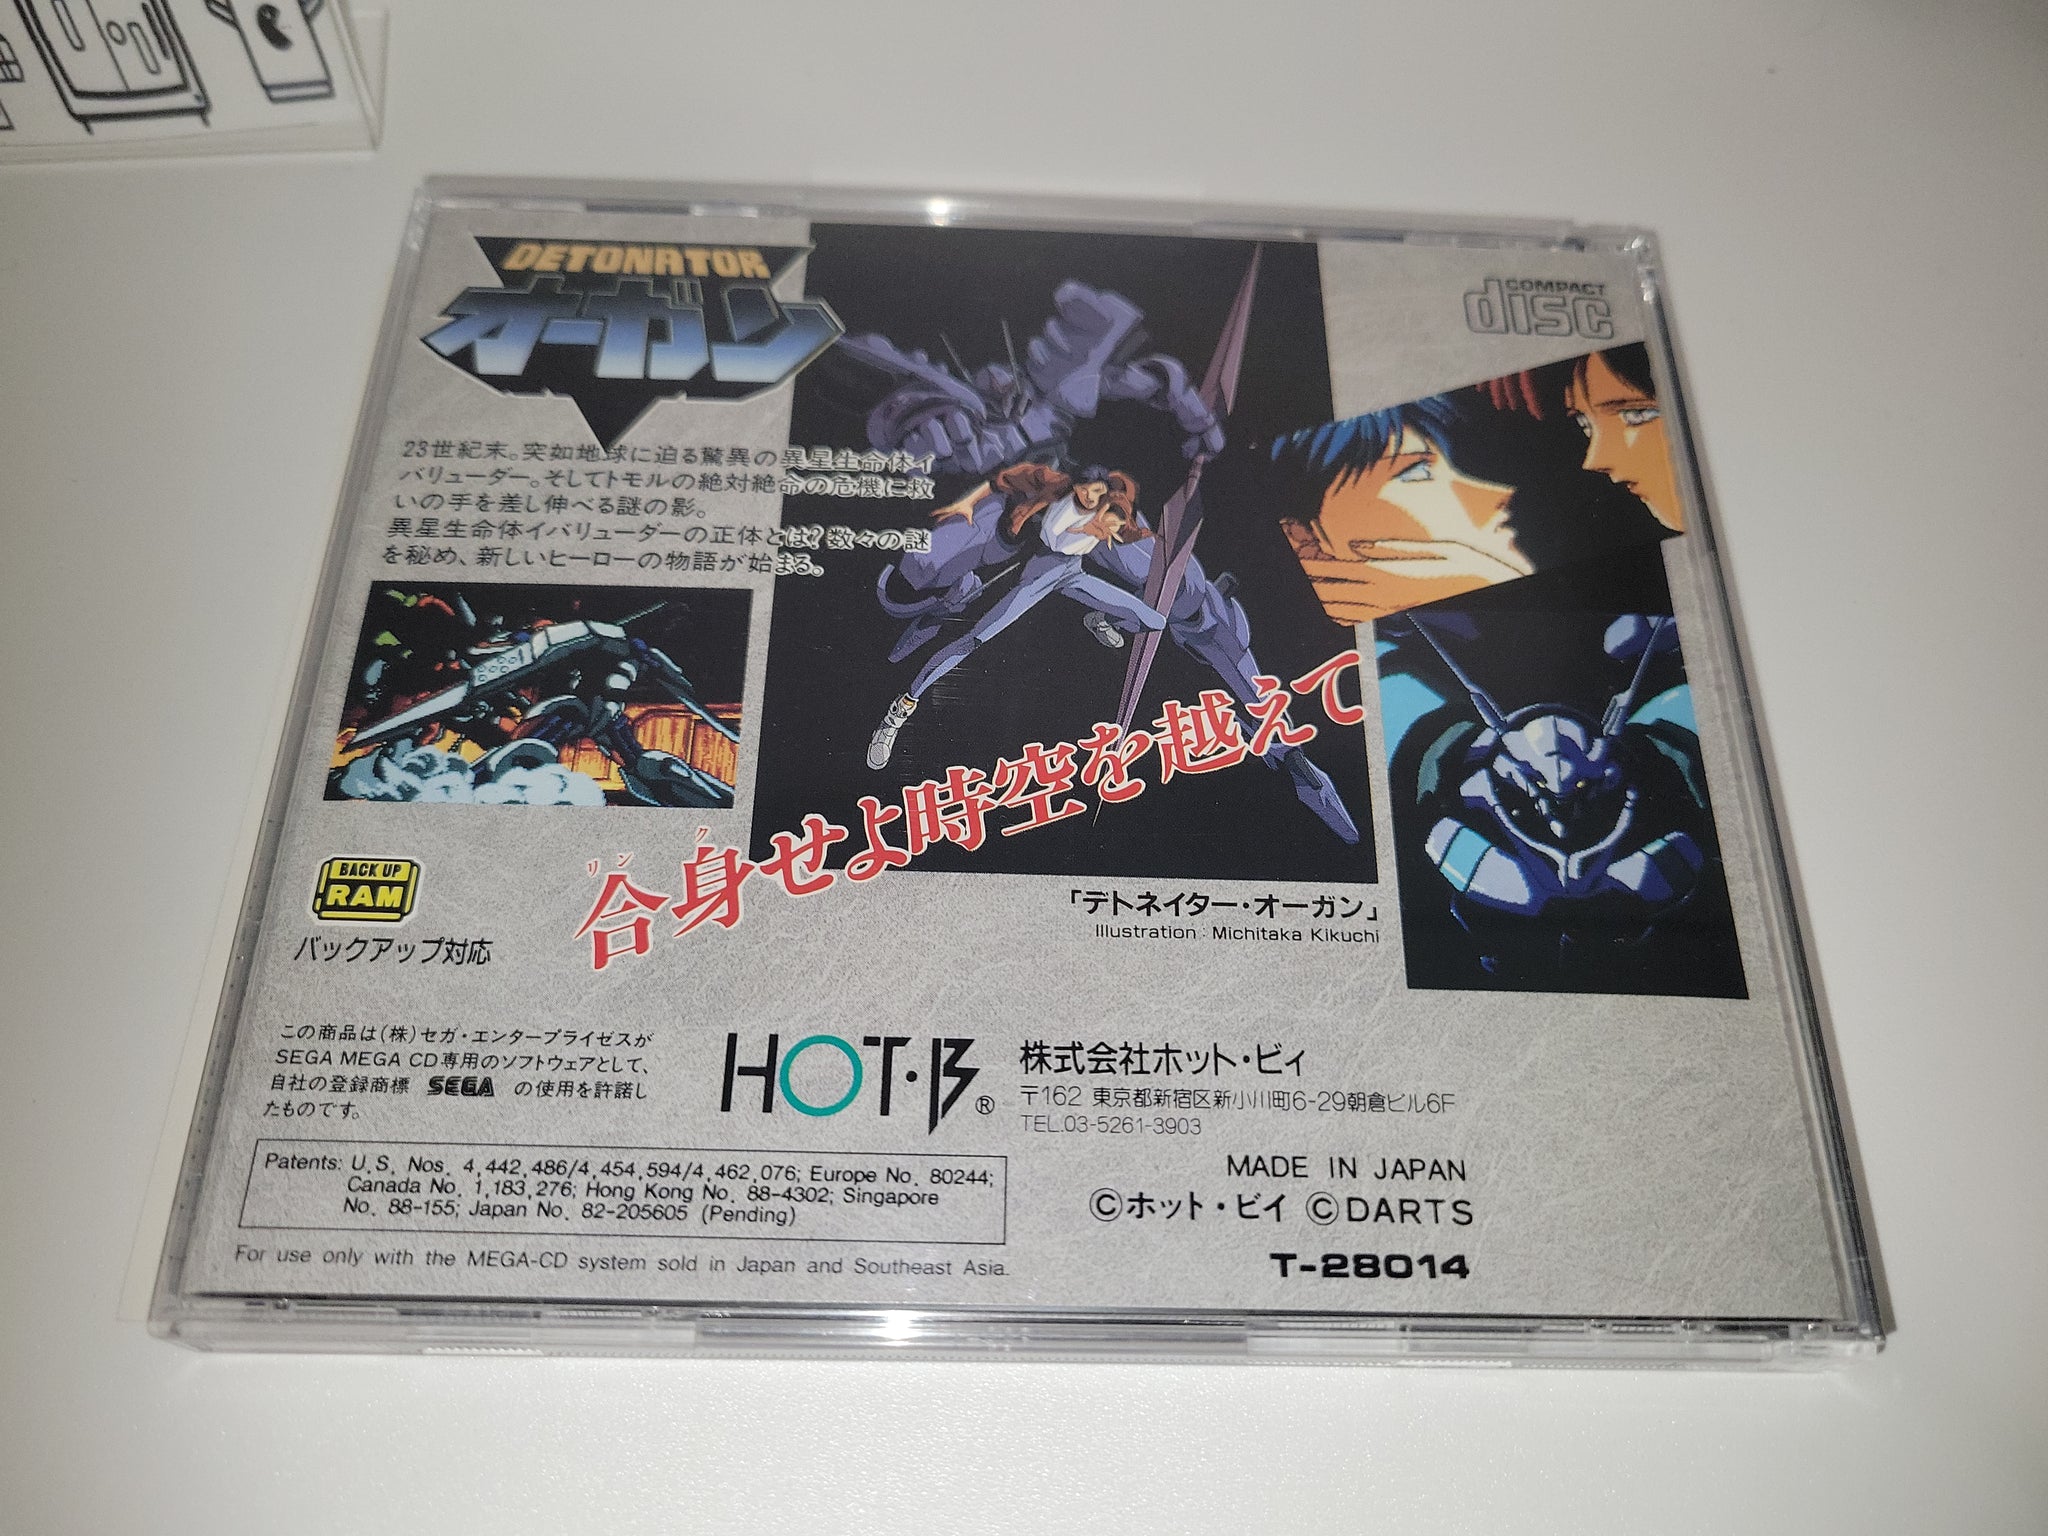 DETONATOR
オーガン
COMPACT
disc
23世紀末。突如地球に迫る驚異の異星生命体イ
バリューダー。そしてトモルの絶対絶命の危機に救
いの手を差し伸べる謎の影。
異星生命体イバリューダーの正体とは?数々の謎
を秘め、新しいヒーローの物語が始まる。
リンク
合身せよ時空を越えて
BACK UP
RAM
バックアップ対応
「デトネイター・オーガン」
Illustration : Michitaka Kikuchi
この商品は(株)セガ・エンタープライゼスが
SEGA MEGA CD専用のソフトウェアとして、
自社の登録商標 SEGA の使用を許諾し
たものです。
HOT・B®
株式会社ホット・ビィ
〒162 東京都新宿区新小川町6-29朝倉ビル6F
TEL.03-5261-3903
Patents: U.S. Nos. 4,442,486/4,454,594/4,462,076; Europe No. 80244;
Canada No. 1,183,276; Hong Kong No. 88-4302; Singapore
No. 88-155; Japan No. 82-205605 (Pending)
MADE IN JAPAN
©ホット・ビイ ©DARTS
For use only with the MEGA-CD system sold in Japan and Southeast Asia.
T-28014